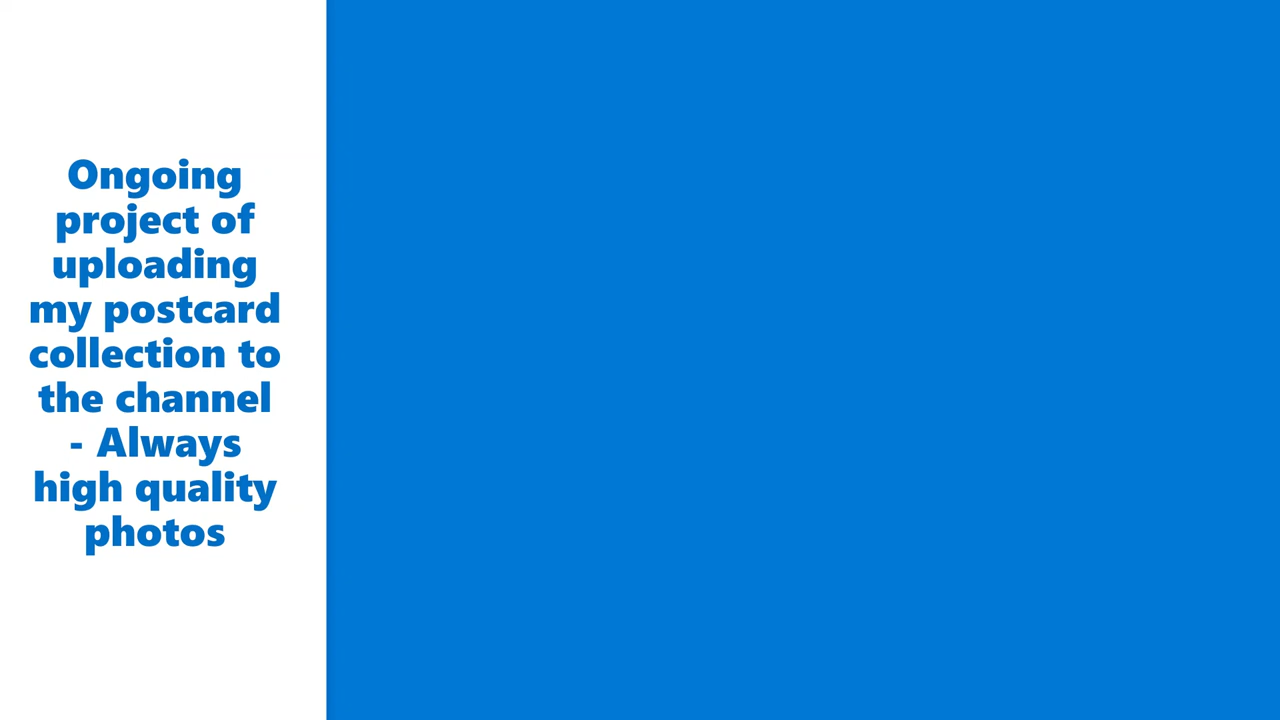 Ongoing
project of
uploading
my postcard
collection to
the channel
- Always
high quality
photos